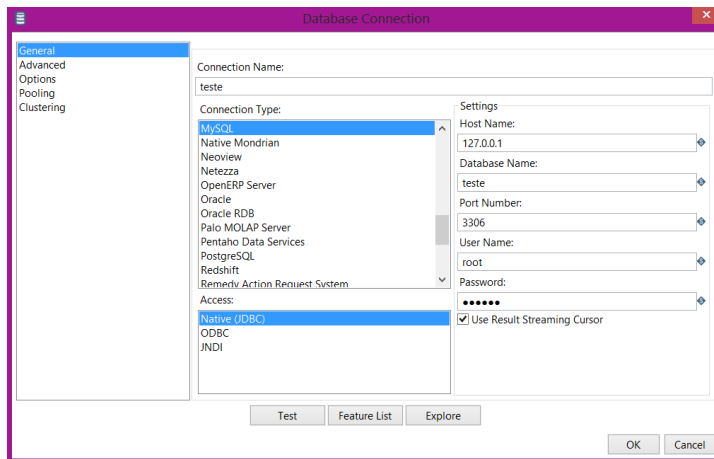 Database Connection
General
Advanced
Options
Pooling
Clustering
Connection Name:
teste
Connection Type:
MySQL
Native Mondrian
Neoview
Netezza
OpenERP Server
Oracle
Oracle RDB
Palo MOLAP Server
Pentaho Data Services
PostgreSQL
Redshift
Remedy Action Request System
Access:
Native (JDBC)
ODBC
JNDI
Settings
Host Name:
127.0.0.1
Database Name:
teste
Port Number:
3306
User Name:
root
Password:
●●●●●●
Use Result Streaming Cursor
Test
Feature List
Explore
OK
Cancel